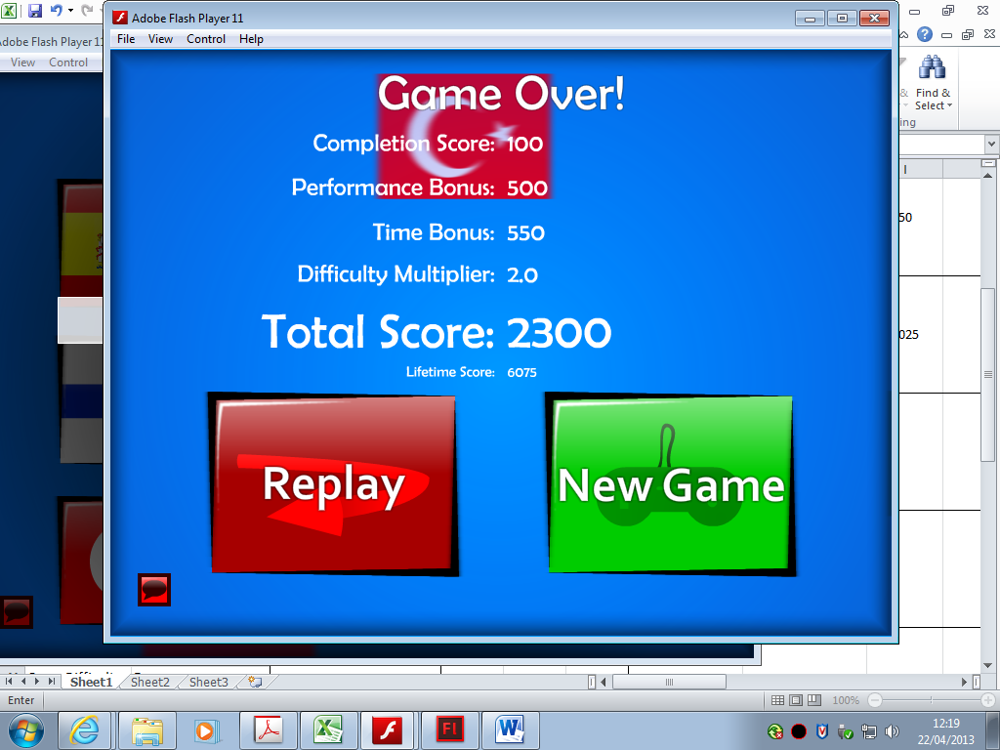 Adobe Flash Player 11
File View Control Help
Adobe Flash Player 11
View Control
Find &
Select
Game Over!
Completion Score: 100
Performance Bonus: 500
Time Bonus: 550
Difficulty Multiplier: 2.0
Total Score: 2300
Lifetime Score: 6075
Replay
New Game
I
50
025
Sheet1 Sheet2 Sheet3
Enter
100%
12:19
22/04/2013